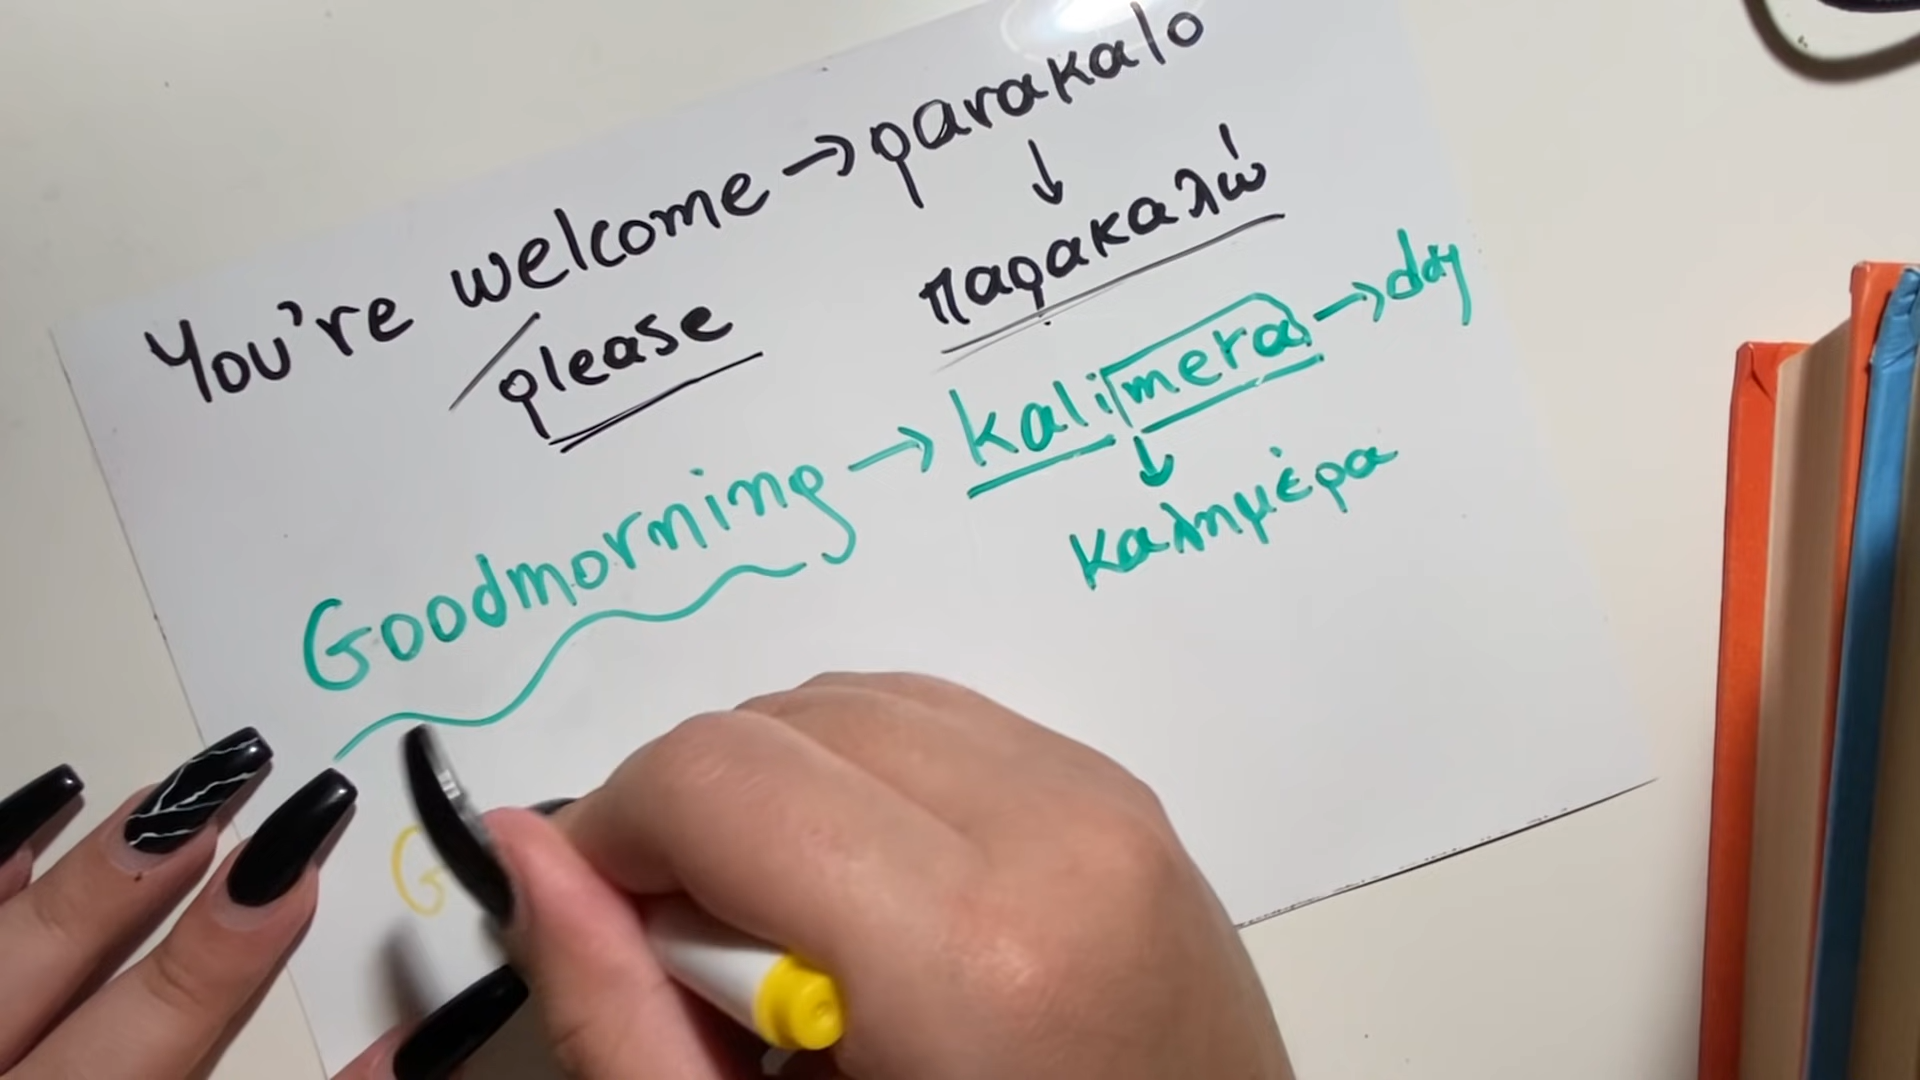 You're welcome → parakalo
↓
/please
παρακαλώ
Goodmorning → kalimera → day
↓
καλημέρα
G